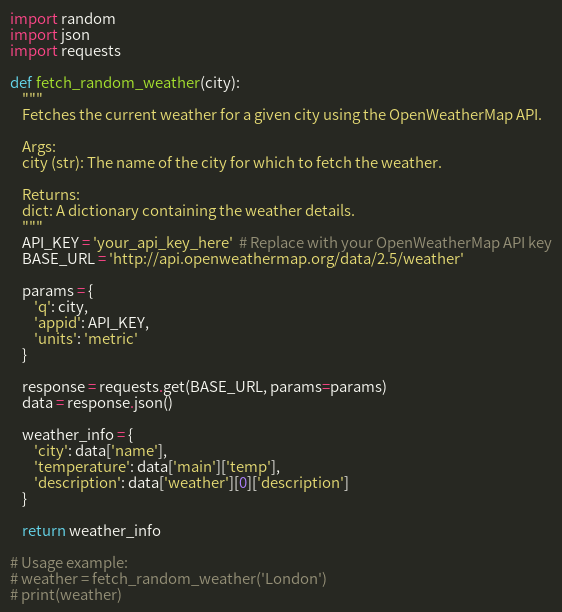 import random
import json
import requests

def fetch_random_weather(city):
    """
    Fetches the current weather for a given city using the OpenWeatherMap API.

    Args:
    city (str): The name of the city for which to fetch the weather.

    Returns:
    dict: A dictionary containing the weather details.
    """
    API_KEY = 'your_api_key_here'  # Replace with your OpenWeatherMap API key
    BASE_URL = 'http://api.openweathermap.org/data/2.5/weather'

    params = {
        'q': city,
        'appid': API_KEY,
        'units': 'metric'
    }

    response = requests.get(BASE_URL, params=params)
    data = response.json()

    weather_info = {
        'city': data['name'],
        'temperature': data['main']['temp'],
        'description': data['weather'][0]['description']
    }

    return weather_info

# Usage example:
# weather = fetch_random_weather('London')
# print(weather)